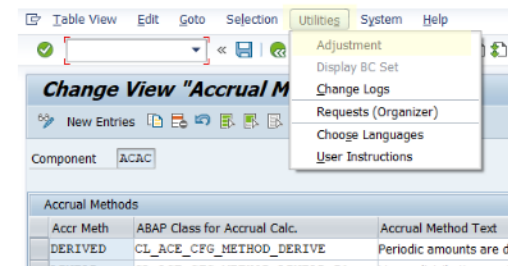 Table View Edit Goto Selection Utilities System Help
«
Adjustment
Display BC Set
Change Logs
Requests (Organizer)
Choose Languages
User Instructions
Change View "Accrual M
New Entries
Component ACAC
Accrual Methods
Accr Meth ABAP Class for Accrual Calc. Accrual Method Text
DERIVED CL_ACE_CFG_METHOD_DERIVE Periodic amounts are d